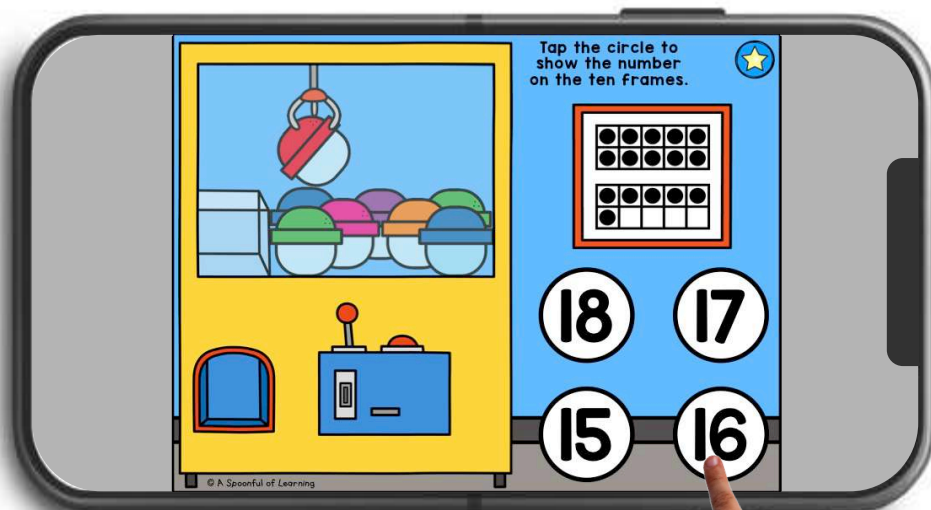 Tap the circle to
show the number
on the ten frames.
18
17
15
16
© A Spoonful of Learning